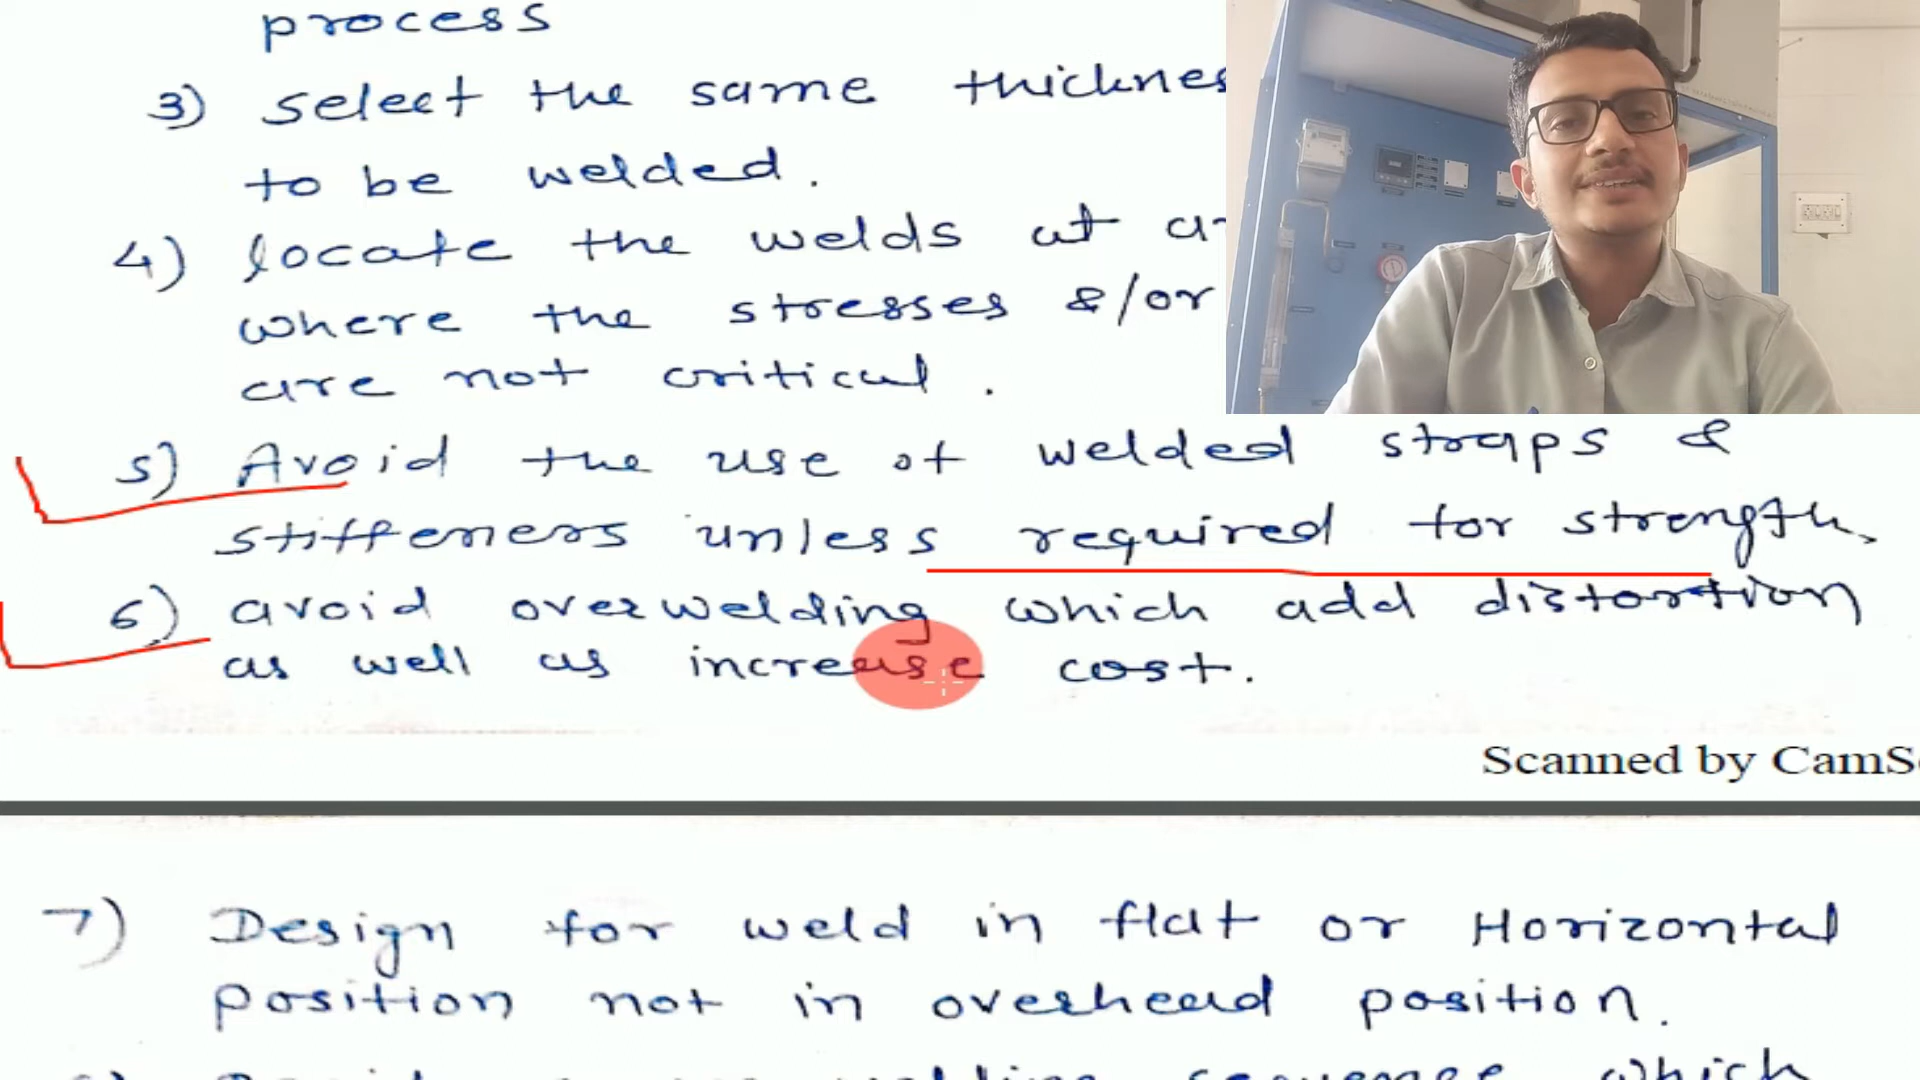 process
3) select the same thicknes
to be welded.
4) locate the welds at a
where the stresses &/or
are not critical.
5) Avoid the use of welded straps &
stiffeners unless required for strength.
6) avoid overwelding which add distortion
as well as increase cost.
Scanned by CamS
7) Design for weld in flat or Horizontal
position not in overhead position.
sequence which